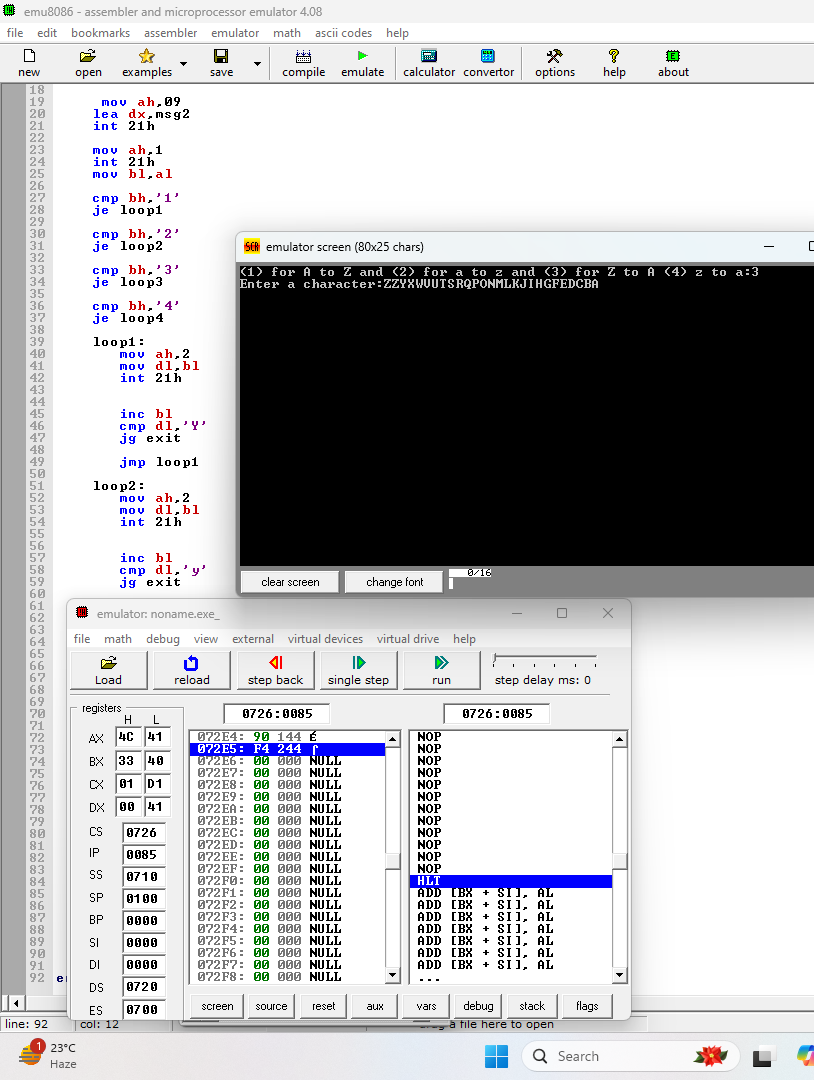 emu8086 - assembler and microprocessor emulator 4.08
file edit bookmarks assembler emulator math ascii codes help
new open examples save compile emulate calculator convertor options help about
18
19 mov ah,09
20 lea dx,msg2
21 int 21h
22
23 mov ah,1
24 int 21h
25 mov bl,al
26
27 cmp bh,'1'
28 je loop1
29
30 cmp bh,'2'
31 je loop2
32
33 cmp bh,'3'
34 je loop3
35
36 cmp bh,'4'
37 je loop4
38
39 loop1:
40 mov ah,2
41 mov dl,bl
42 int 21h
43
44
45 inc bl
46 cmp dl,'Y'
47 jg exit
48
49 jmp loop1
50
51 loop2:
52 mov ah,2
53 mov dl,bl
54 int 21h
55
56
57 inc bl
58 cmp dl,'y'
59 jg exit
60
61
62
63
64
65
66
67
68
69
70
71
72
73
74
75
76
77
78
79
80
81
82
83
84
85
86
87
88
89
90
91
92
SCR emulator screen (80x25 chars)
(1) for A to Z and (2) for a to z and (3) for Z to A (4) z to a:3
Enter a character:ZZYXWVUTSRQPONMLKJIHGFEDCBA
clear screen change font 0/16
emulator: noname.exe_
file math debug view external virtual devices virtual drive help
Load reload step back single step run step delay ms: 0
registers 0726:0085 0726:0085
H L
AX 4C 41
BX 33 40
CX 01 D1
DX 00 41
CS 0726
IP 0085
SS 0710
SP 0100
BP 0000
SI 0000
DI 0000
DS 0720
ES 0700
072E4: 90 144 É
072E5: F4 244 ⌠
072E6: 00 000 NULL
072E7: 00 000 NULL
072E8: 00 000 NULL
072E9: 00 000 NULL
072EA: 00 000 NULL
072EB: 00 000 NULL
072EC: 00 000 NULL
072ED: 00 000 NULL
072EE: 00 000 NULL
072EF: 00 000 NULL
072F0: 00 000 NULL
072F1: 00 000 NULL
072F2: 00 000 NULL
072F3: 00 000 NULL
072F4: 00 000 NULL
072F5: 00 000 NULL
072F6: 00 000 NULL
072F7: 00 000 NULL
072F8: 00 000 NULL
NOP
NOP
NOP
NOP
NOP
NOP
NOP
NOP
NOP
NOP
NOP
NOP
HLT
ADD [BX + SI], AL
ADD [BX + SI], AL
ADD [BX + SI], AL
ADD [BX + SI], AL
ADD [BX + SI], AL
ADD [BX + SI], AL
ADD [BX + SI], AL
...
screen source reset aux vars debug stack flags
line: 92 col: 12 drag a file here to open
1
23°C
Haze
Search